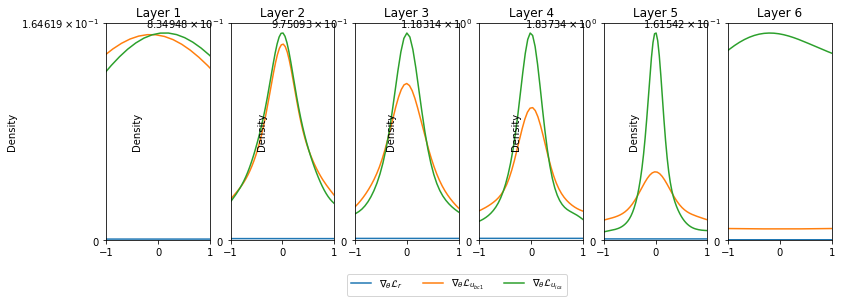 Layer 1 Layer 2 Layer 3 Layer 4 Layer 5 Layer 6
1.64619 × 10⁻¹ 8.34948 × 10⁻¹ 9.75093 × 10⁻¹ 1.18314 × 10⁰ 1.83734 × 10⁰ 1.61542 × 10⁻¹
Density Density Density Density Density Density
0 0 0 0 0 0
−1 0 1 −1 0 1 −1 0 1 −1 0 1 −1 0 1 −1 0 1
∇θℒr ∇θℒu_bc1 ∇θℒu_ics